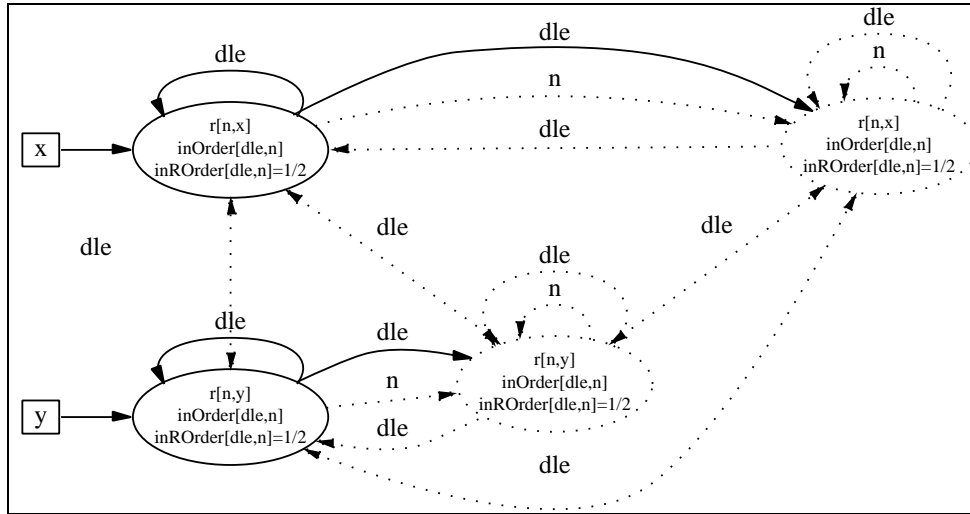 dle
dle
dle
n
n
dle
x
r[n,x]
inOrder[dle,n]
inROrder[dle,n]=1/2
r[n,x]
inOrder[dle,n]
inROrder[dle,n]=1/2
dle
dle
dle
dle
n
dle
dle
y
r[n,y]
inOrder[dle,n]
inROrder[dle,n]=1/2
n
r[n,y]
inOrder[dle,n]
inROrder[dle,n]=1/2
dle
dle